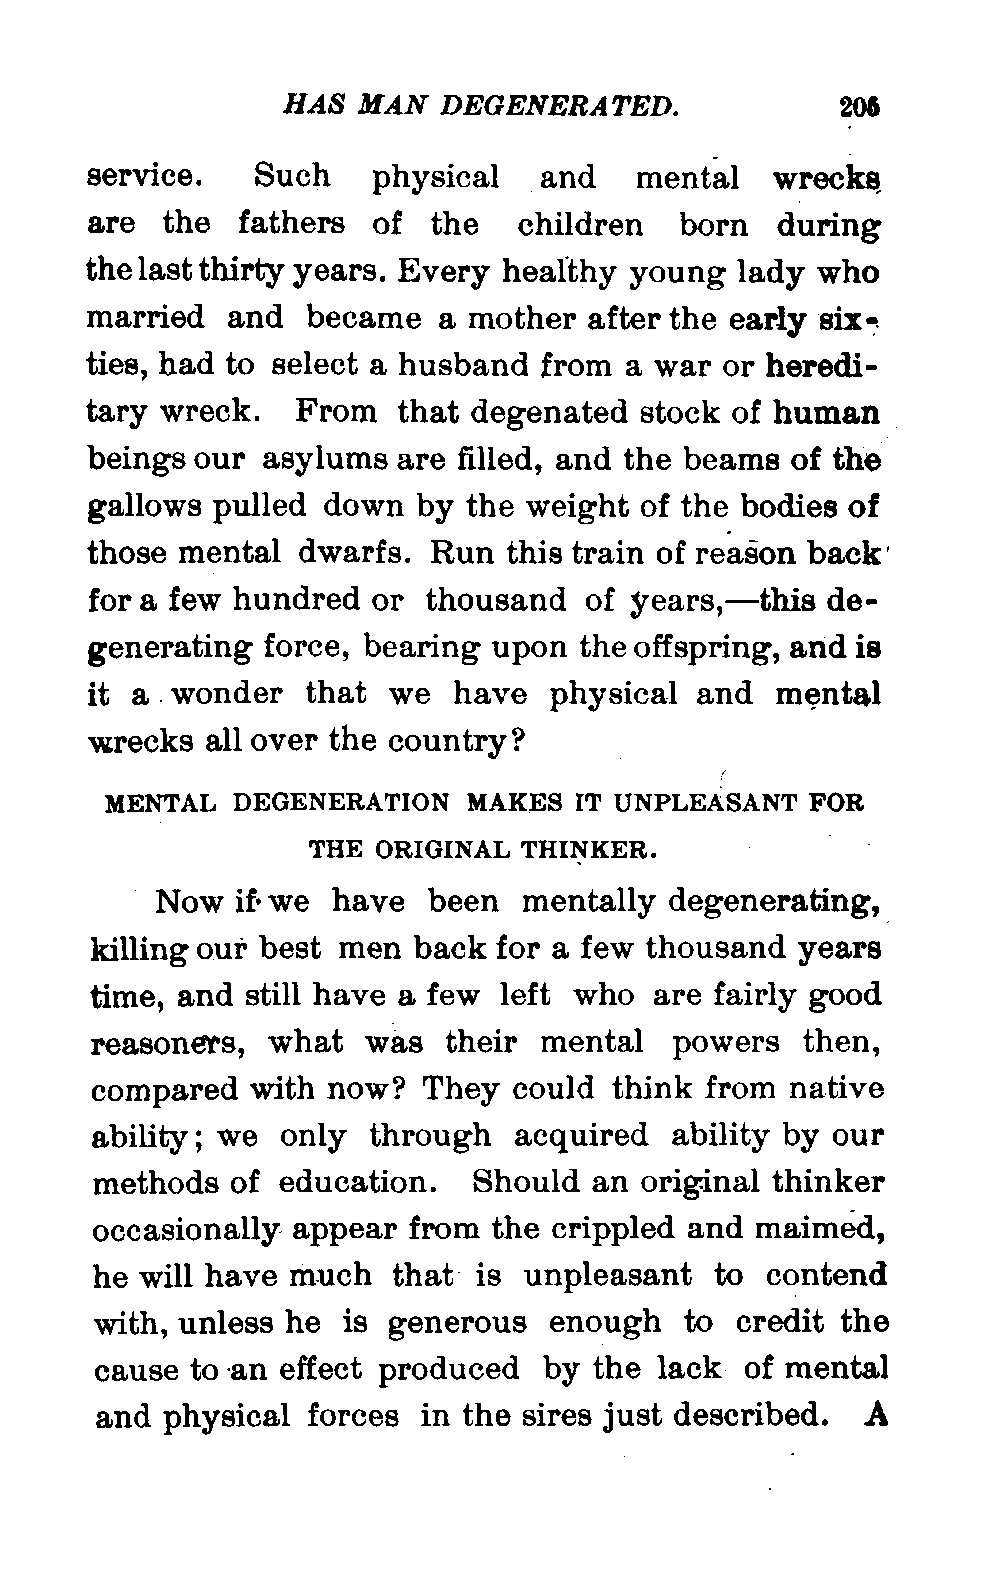 HAS MAN DEGENERATED. 205
service. Such physical and mental wrecks
are the fathers of the children born during
the last thirty years. Every healthy young lady who
married and became a mother after the early six-
ties, had to select a husband from a war or heredi-
tary wreck. From that degenated stock of human
beings our asylums are filled, and the beams of the
gallows pulled down by the weight of the bodies of
those mental dwarfs. Run this train of reason back
for a few hundred or thousand of years,—this de-
generating force, bearing upon the offspring, and is
it a wonder that we have physical and mental
wrecks all over the country?
MENTAL DEGENERATION MAKES IT UNPLEASANT FOR
THE ORIGINAL THINKER.
Now if we have been mentally degenerating,
killing our best men back for a few thousand years
time, and still have a few left who are fairly good
reasoners, what was their mental powers then,
compared with now? They could think from native
ability; we only through acquired ability by our
methods of education. Should an original thinker
occasionally appear from the crippled and maimed,
he will have much that is unpleasant to contend
with, unless he is generous enough to credit the
cause to an effect produced by the lack of mental
and physical forces in the sires just described. A